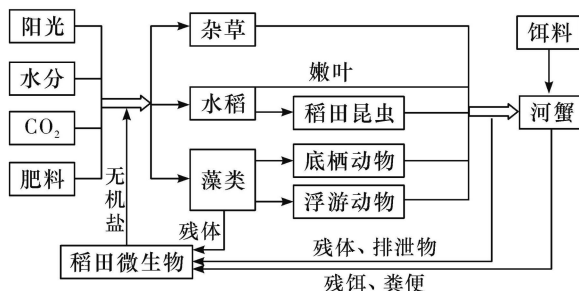 阳光
杂草
饵料
嫩叶
水分
水稻
稻田昆虫
河蟹
CO₂
底栖动物
肥料
无机盐
藻类
浮游动物
残体
残体、排泄物
稻田微生物
残饵、粪便